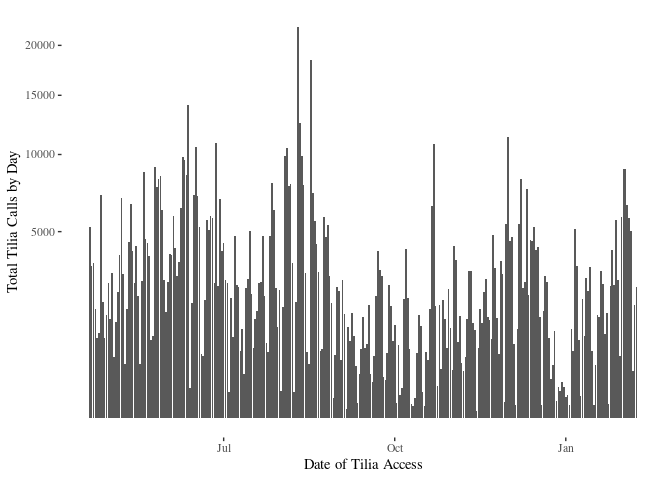 Total Tilia Calls by Day
20000
15000
10000
5000
Jul
Oct
Jan
Date of Tilia Access